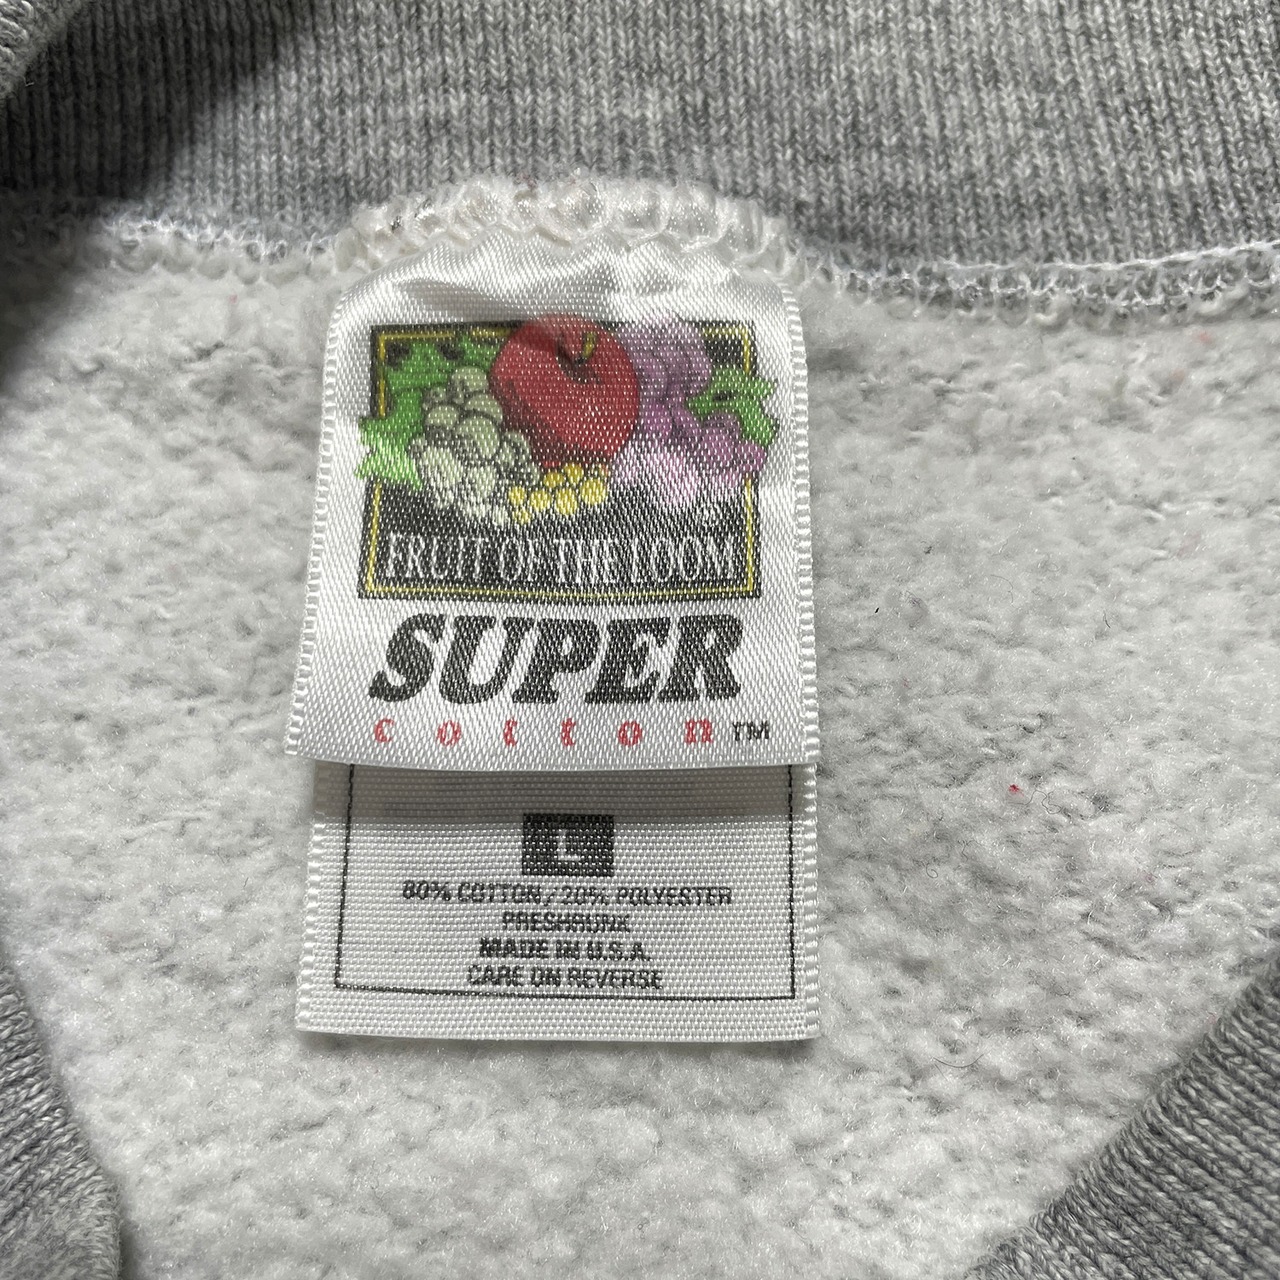 FRUIT OF THE LOOM
SUPER
cotton™
L
80% COTTON / 20% POLYESTER
PRESHRUNK
MADE IN U.S.A.
CARE ON REVERSE